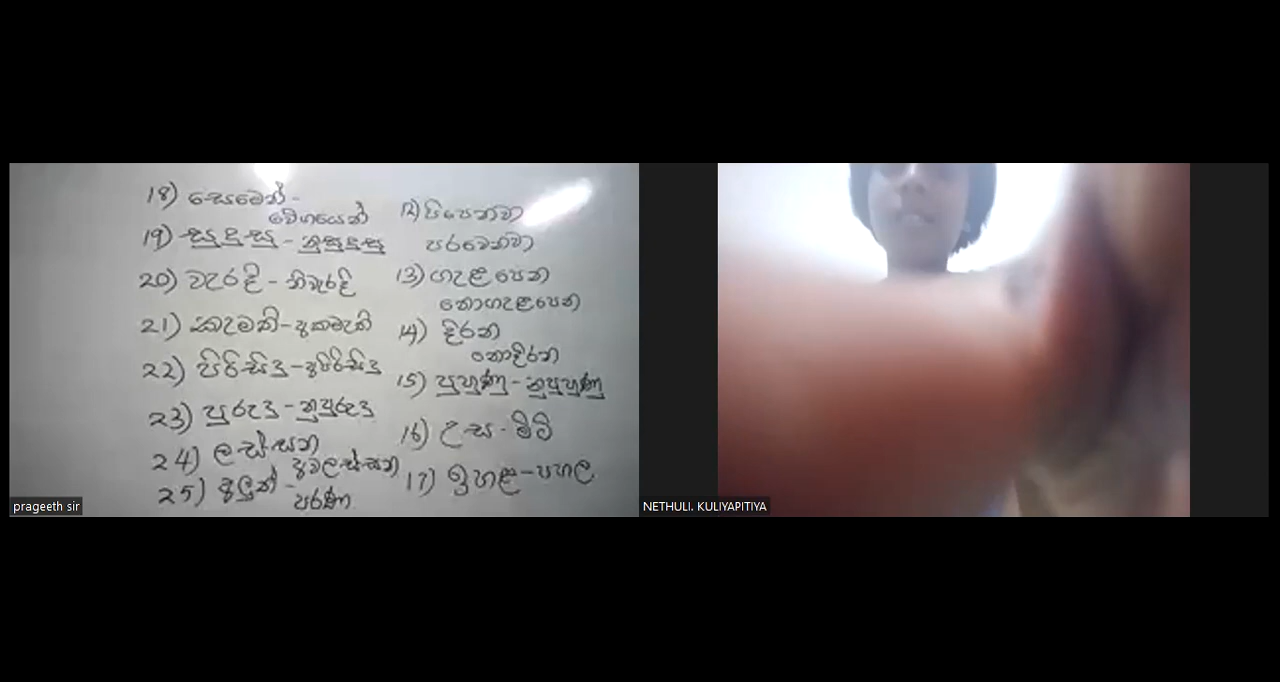 18) සෙමෙන් -
වේගයෙන්
19) සුදුසු - නුසුදුසු
20) වැරදි - නිවැරදි
21) කැමති - අකමැති
22) පිරිසිදු - අපිරිසිදු
23) පුරුදු - නුපුරුදු
24) ලස්සන
අවලස්සන
25) අලුත් -
පරණ
12) පිපෙනවා
පරවෙනවා
13) ගැළපෙන
නොගැළපෙන
14) දිරන
නොදිරන
15) පුහුණු - නුපුහුණු
16) උස - මිටි
17) ඉහළ - පහල
prageeth sir
NETHULI. KULIYAPITIYA